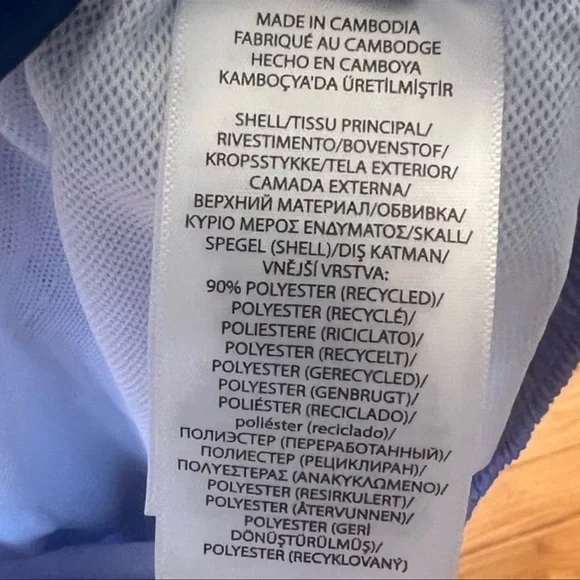 MADE IN CAMBODIA
FABRIQUÉ AU CAMBODGE
HECHO EN CAMBOYA
KAMBOÇYA'DA ÜRETİLMİŞTİR
SHELL/TISSU PRINCIPAL/
RIVESTIMENTO/BOVENSTOF/
KROPSSTYKKE/TELA EXTERIOR/
CAMADA EXTERNA/
ВЕРХНИЙ МАТЕРИАЛ/ОБВИВКА/
ΚΥΡΙΟ ΜΕΡΟΣ ΕΝΔΥΜΑΤΟΣ/SKALL/
SPEGEL (SHELL)/DIŞ KATMAN/
VNĚJŠÍ VRSTVA:
90% POLYESTER (RECYCLED)/
POLYESTER (RECYCLÉ)/
POLIESTERE (RICICLATO)/
POLYESTER (RECYCELT)/
POLYESTER (GERECYCLED)/
POLYESTER (GENBRUGT)/
POLIÉSTER (RECICLADO)/
poliéster (reciclado)/
ПОЛИЭСТЕР (ПЕРЕРАБОТАННЫЙ)/
ПОЛИЕСТЕР (РЕЦИКЛИРАН)/
ΠΟΛΥΕΣΤΕΡΑΣ (ΑΝΑΚΥΚΛΩΜΕΝΟ)/
POLYESTER (RESIRKULERT)/
POLYESTER (ÅTERVUNNEN)/
POLYESTER (GERİ
DÖNÜŞTÜRÜLMÜŞ)/
POLYESTER (RECYKLOVANÝ)